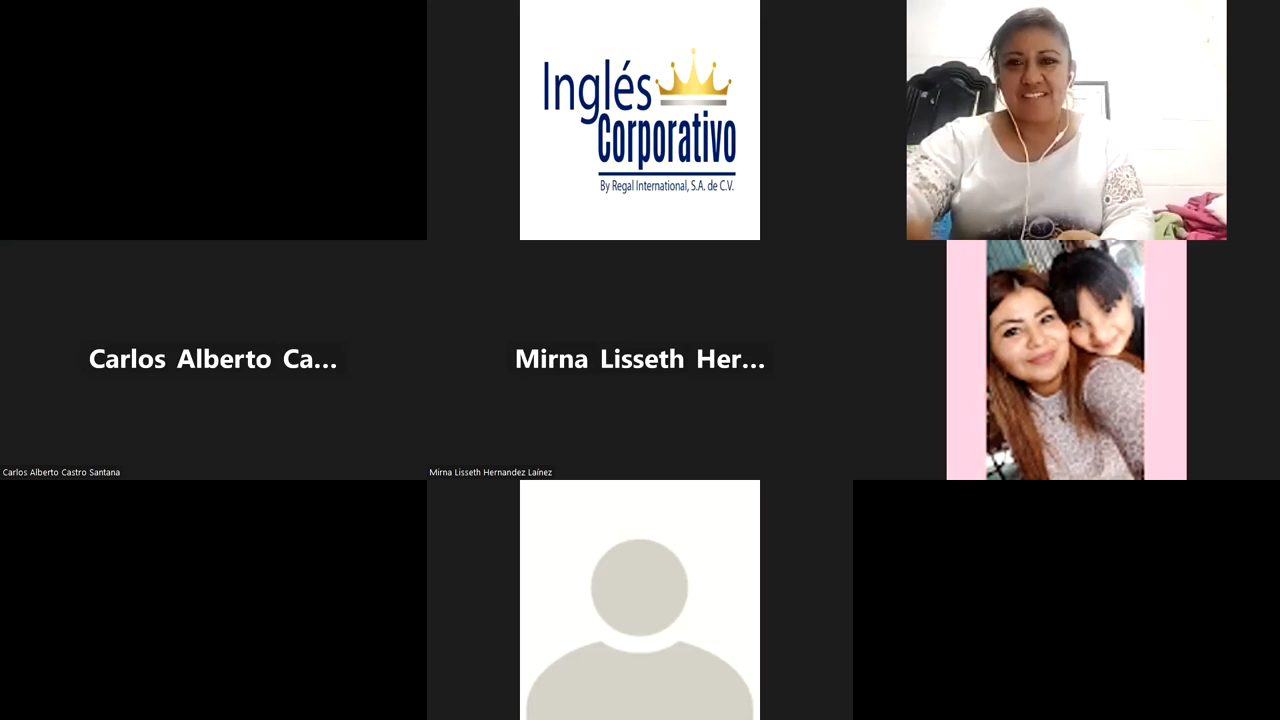 Inglés
Corporativo
By Regal International, S.A. de C.V.
Carlos Alberto Ca...
Mirna Lisseth Her...
Carlos Alberto Castro Santana
Mirna Lisseth Hernandez Laínez